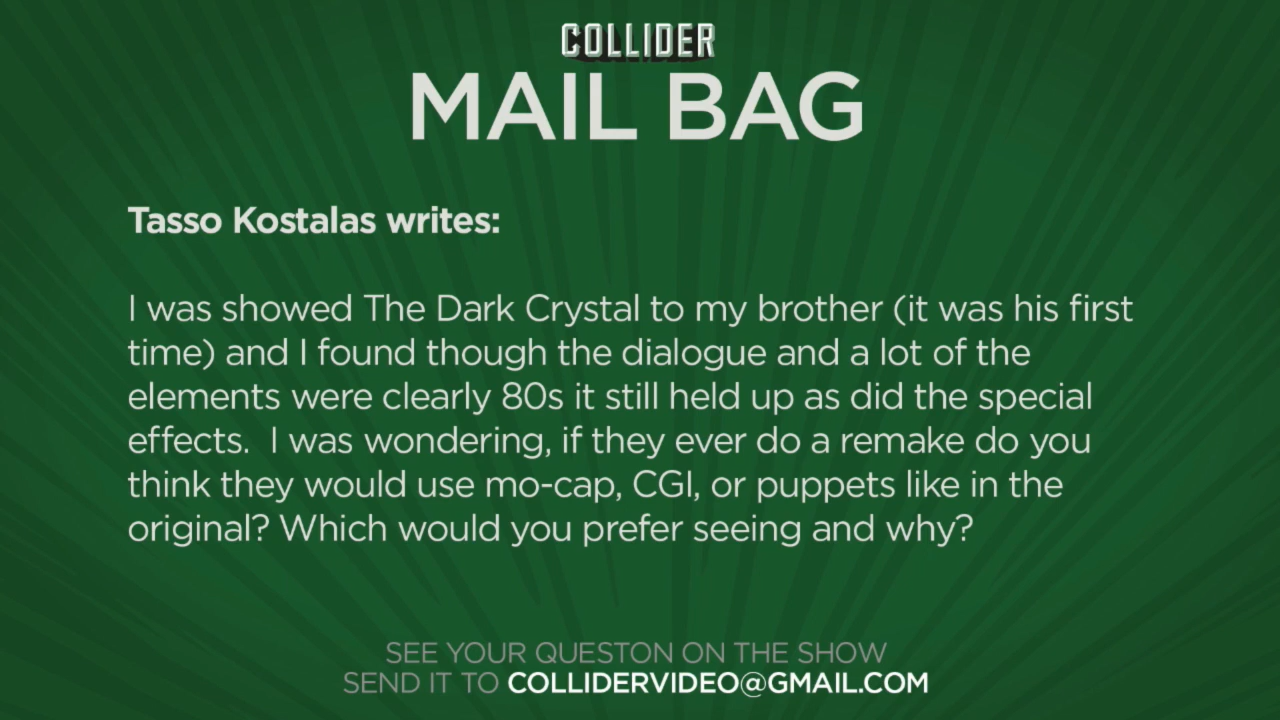 COLLIDER
MAIL BAG
Tasso Kostalas writes:
I was showed The Dark Crystal to my brother (it was his first
time) and I found though the dialogue and a lot of the
elements were clearly 80s it still held up as did the special
effects.  I was wondering, if they ever do a remake do you
think they would use mo-cap, CGI, or puppets like in the
original? Which would you prefer seeing and why?
SEE YOUR QUESTON ON THE SHOW
SEND IT TO COLLIDERVIDEO@GMAIL.COM